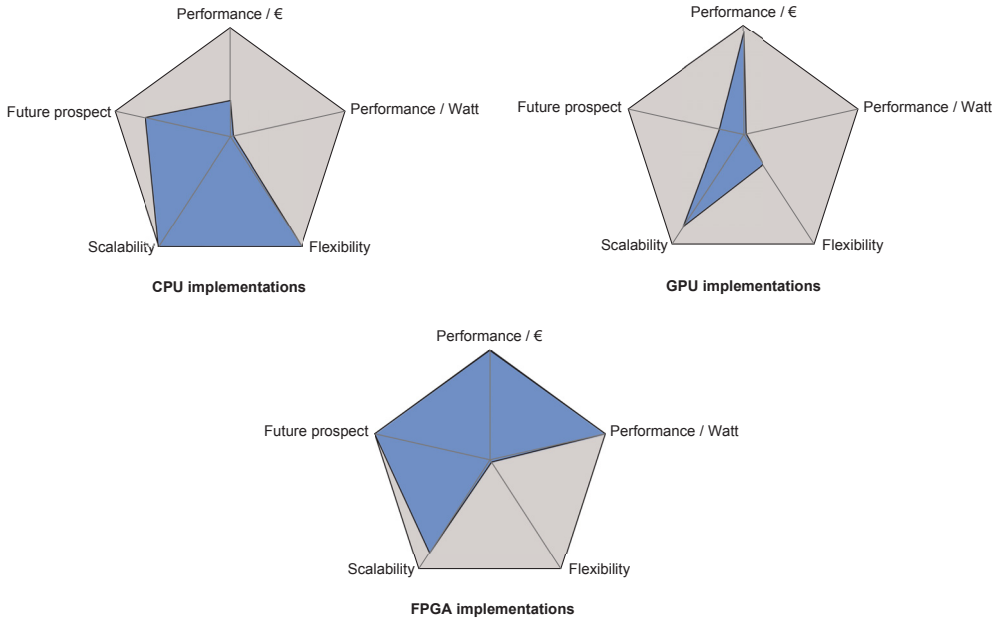 Performance / €
Future prospect
Performance / Watt
Scalability
Flexibility
CPU implementations
Performance / €
Future prospect
Performance / Watt
Scalability
Flexibility
GPU implementations
Performance / €
Future prospect
Performance / Watt
Scalability
Flexibility
FPGA implementations